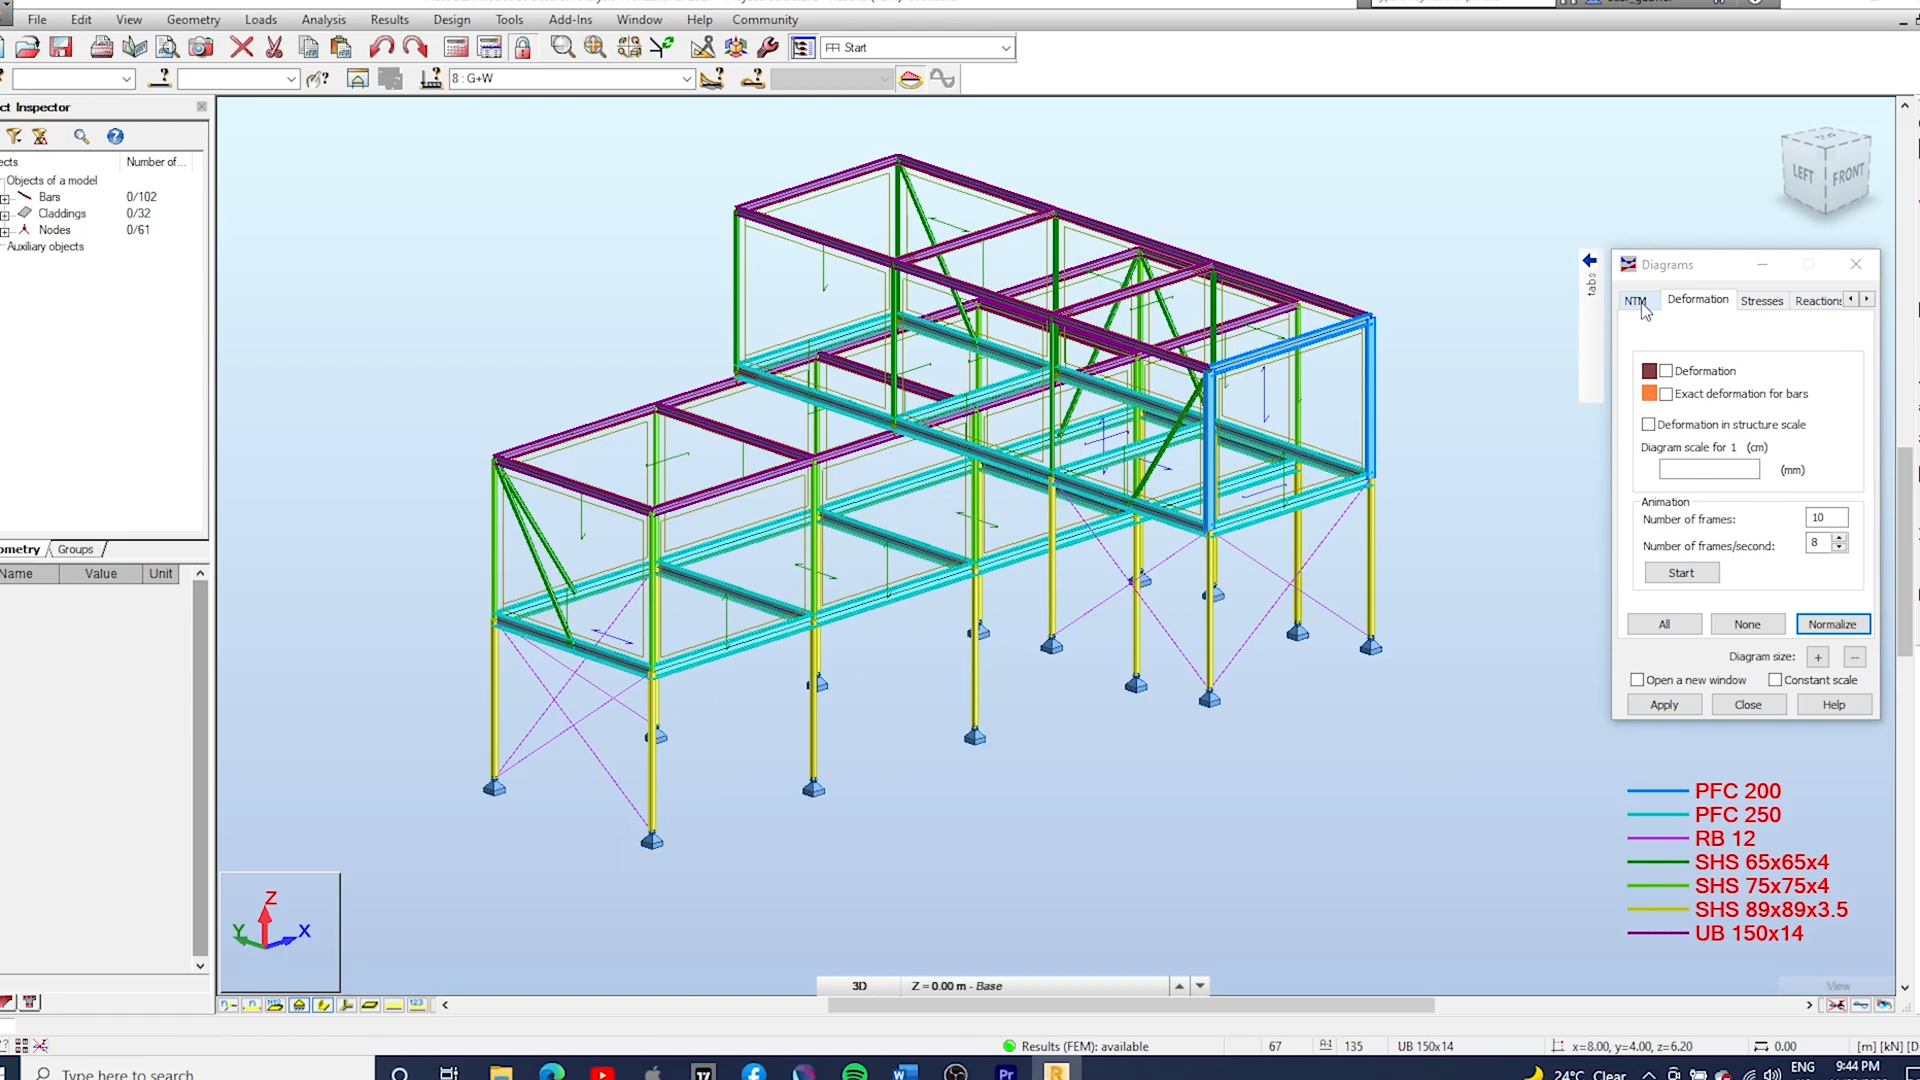 File Edit View Geometry Loads Analysis Results Design Tools Add-Ins Window Help Community
Start
8 : G+W
ct Inspector
ects Number of...
Objects of a model
Bars 0/102
Claddings 0/32
Nodes 0/61
Auxiliary objects
ometry Groups
Name Value Unit
LEFT FRONT
tabs
Diagrams
NTM Deformation Stresses Reactions
Deformation
Exact deformation for bars
Deformation in structure scale
Diagram scale for 1 (cm)
(mm)
Animation
Number of frames: 10
Number of frames/second: 8
Start
All None Normalize
Diagram size: + --
Open a new window Constant scale
Apply Close Help
PFC 200
PFC 250
RB 12
SHS 65x65x4
SHS 75x75x4
SHS 89x89x3.5
UB 150x14
Z
Y X
3D Z = 0.00 m - Base
View
Results (FEM): available 67 135 UB 150x14 x=8.00, y=4.00, z=6.20 0.00 [m] [kN] [D
Type here to search 24°C Clear ENG 9:44 PM